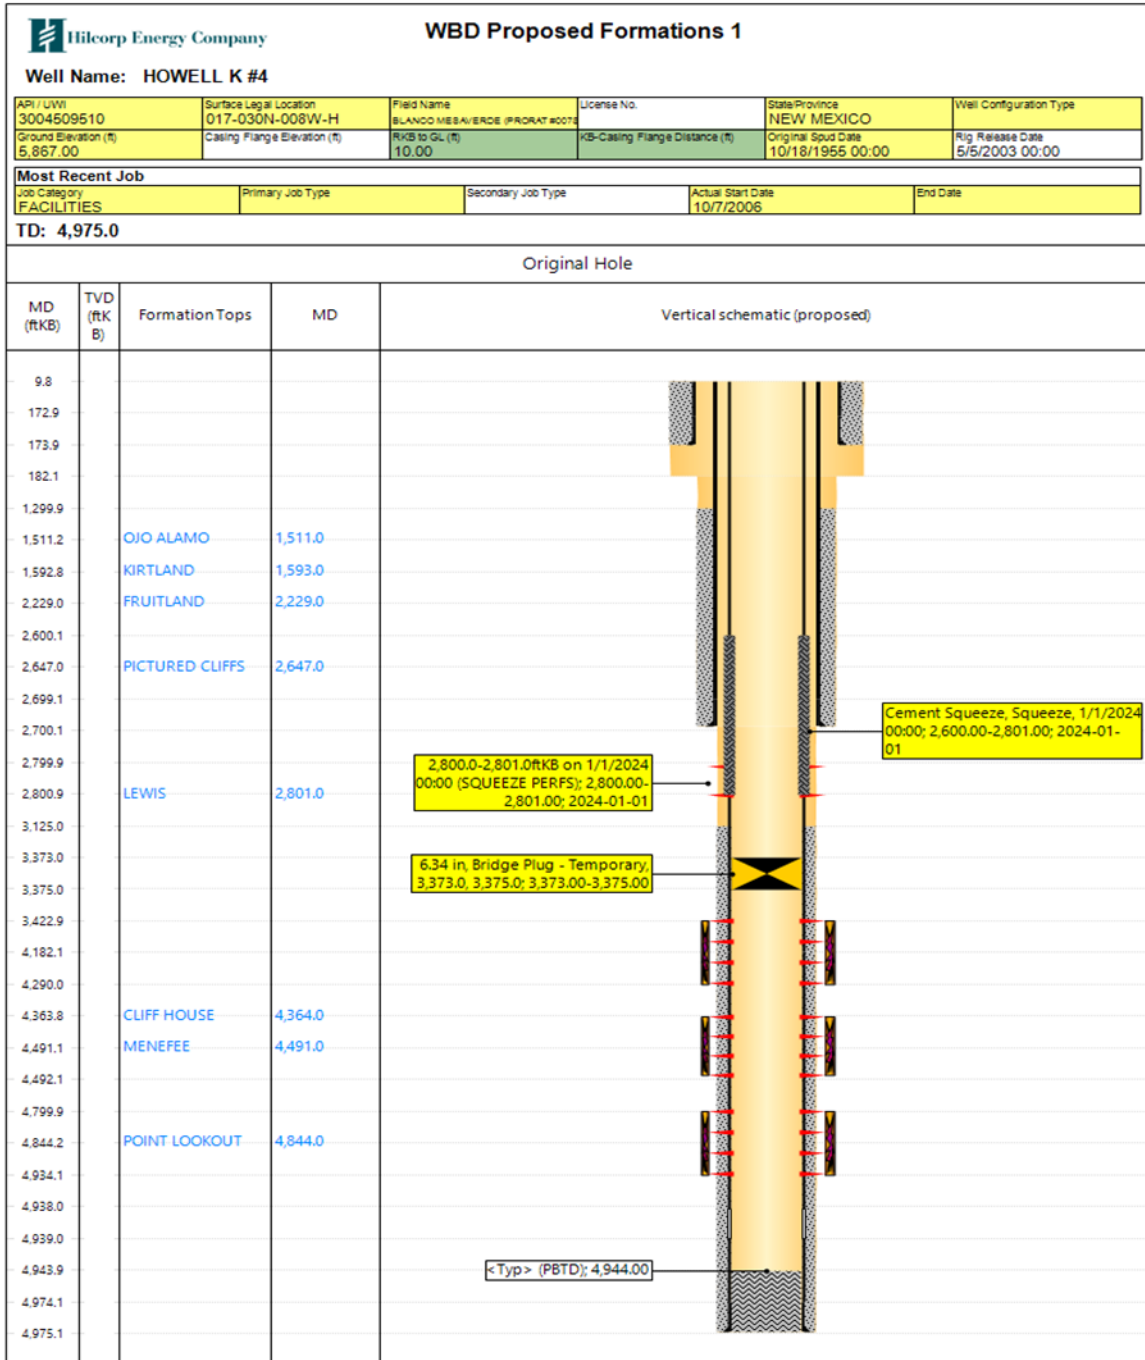 Hilcorp Energy Company
WBD Proposed Formations 1
Well Name: HOWELL K #4
API / UWI
3004509510
Surface Legal Location
017-030N-008W-H
Field Name
BLANCO MESAVERDE (PRORAT #0078
License No.
State/Province
NEW MEXICO
Well Configuration Type
Ground Elevation (ft)
5,867.00
Casing Flange Elevation (ft)
RKB to GL (ft)
10.00
KB-Casing Flange Distance (ft)
Original Spud Date
10/18/1955 00:00
Rig Release Date
5/5/2003 00:00
Most Recent Job
Job Category
FACILITIES
Primary Job Type
Secondary Job Type
Actual Start Date
10/7/2006
End Date
TD: 4,975.0
Original Hole
MD
(ftKB)
TVD
(ftK
B)
Formation Tops
MD
Vertical schematic (proposed)
9.8
172.9
173.9
182.1
1,299.9
1,511.2 OJO ALAMO 1,511.0
1,592.8 KIRTLAND 1,593.0
2,229.0 FRUITLAND 2,229.0
2,600.1
2,647.0 PICTURED CLIFFS 2,647.0
2,699.1
2,700.1
Cement Squeeze, Squeeze, 1/1/2024
00:00; 2,600.00-2,801.00; 2024-01-
01
2,799.9
2,800.0-2,801.0ftKB on 1/1/2024
00:00 (SQUEEZE PERFS); 2,800.00-
2,801.00; 2024-01-01
2,800.9 LEWIS 2,801.0
3,125.0
3,373.0
6.34 in, Bridge Plug - Temporary,
3,373.0, 3,375.0; 3,373.00-3,375.00
3,375.0
3,422.9
4,182.1
4,290.0
4,363.8 CLIFF HOUSE 4,364.0
4,491.1 MENEFEE 4,491.0
4,492.1
4,799.9
4,844.2 POINT LOOKOUT 4,844.0
4,934.1
4,938.0
4,939.0
4,943.9
<Typ> (PBTD); 4,944.00
4,974.1
4,975.1